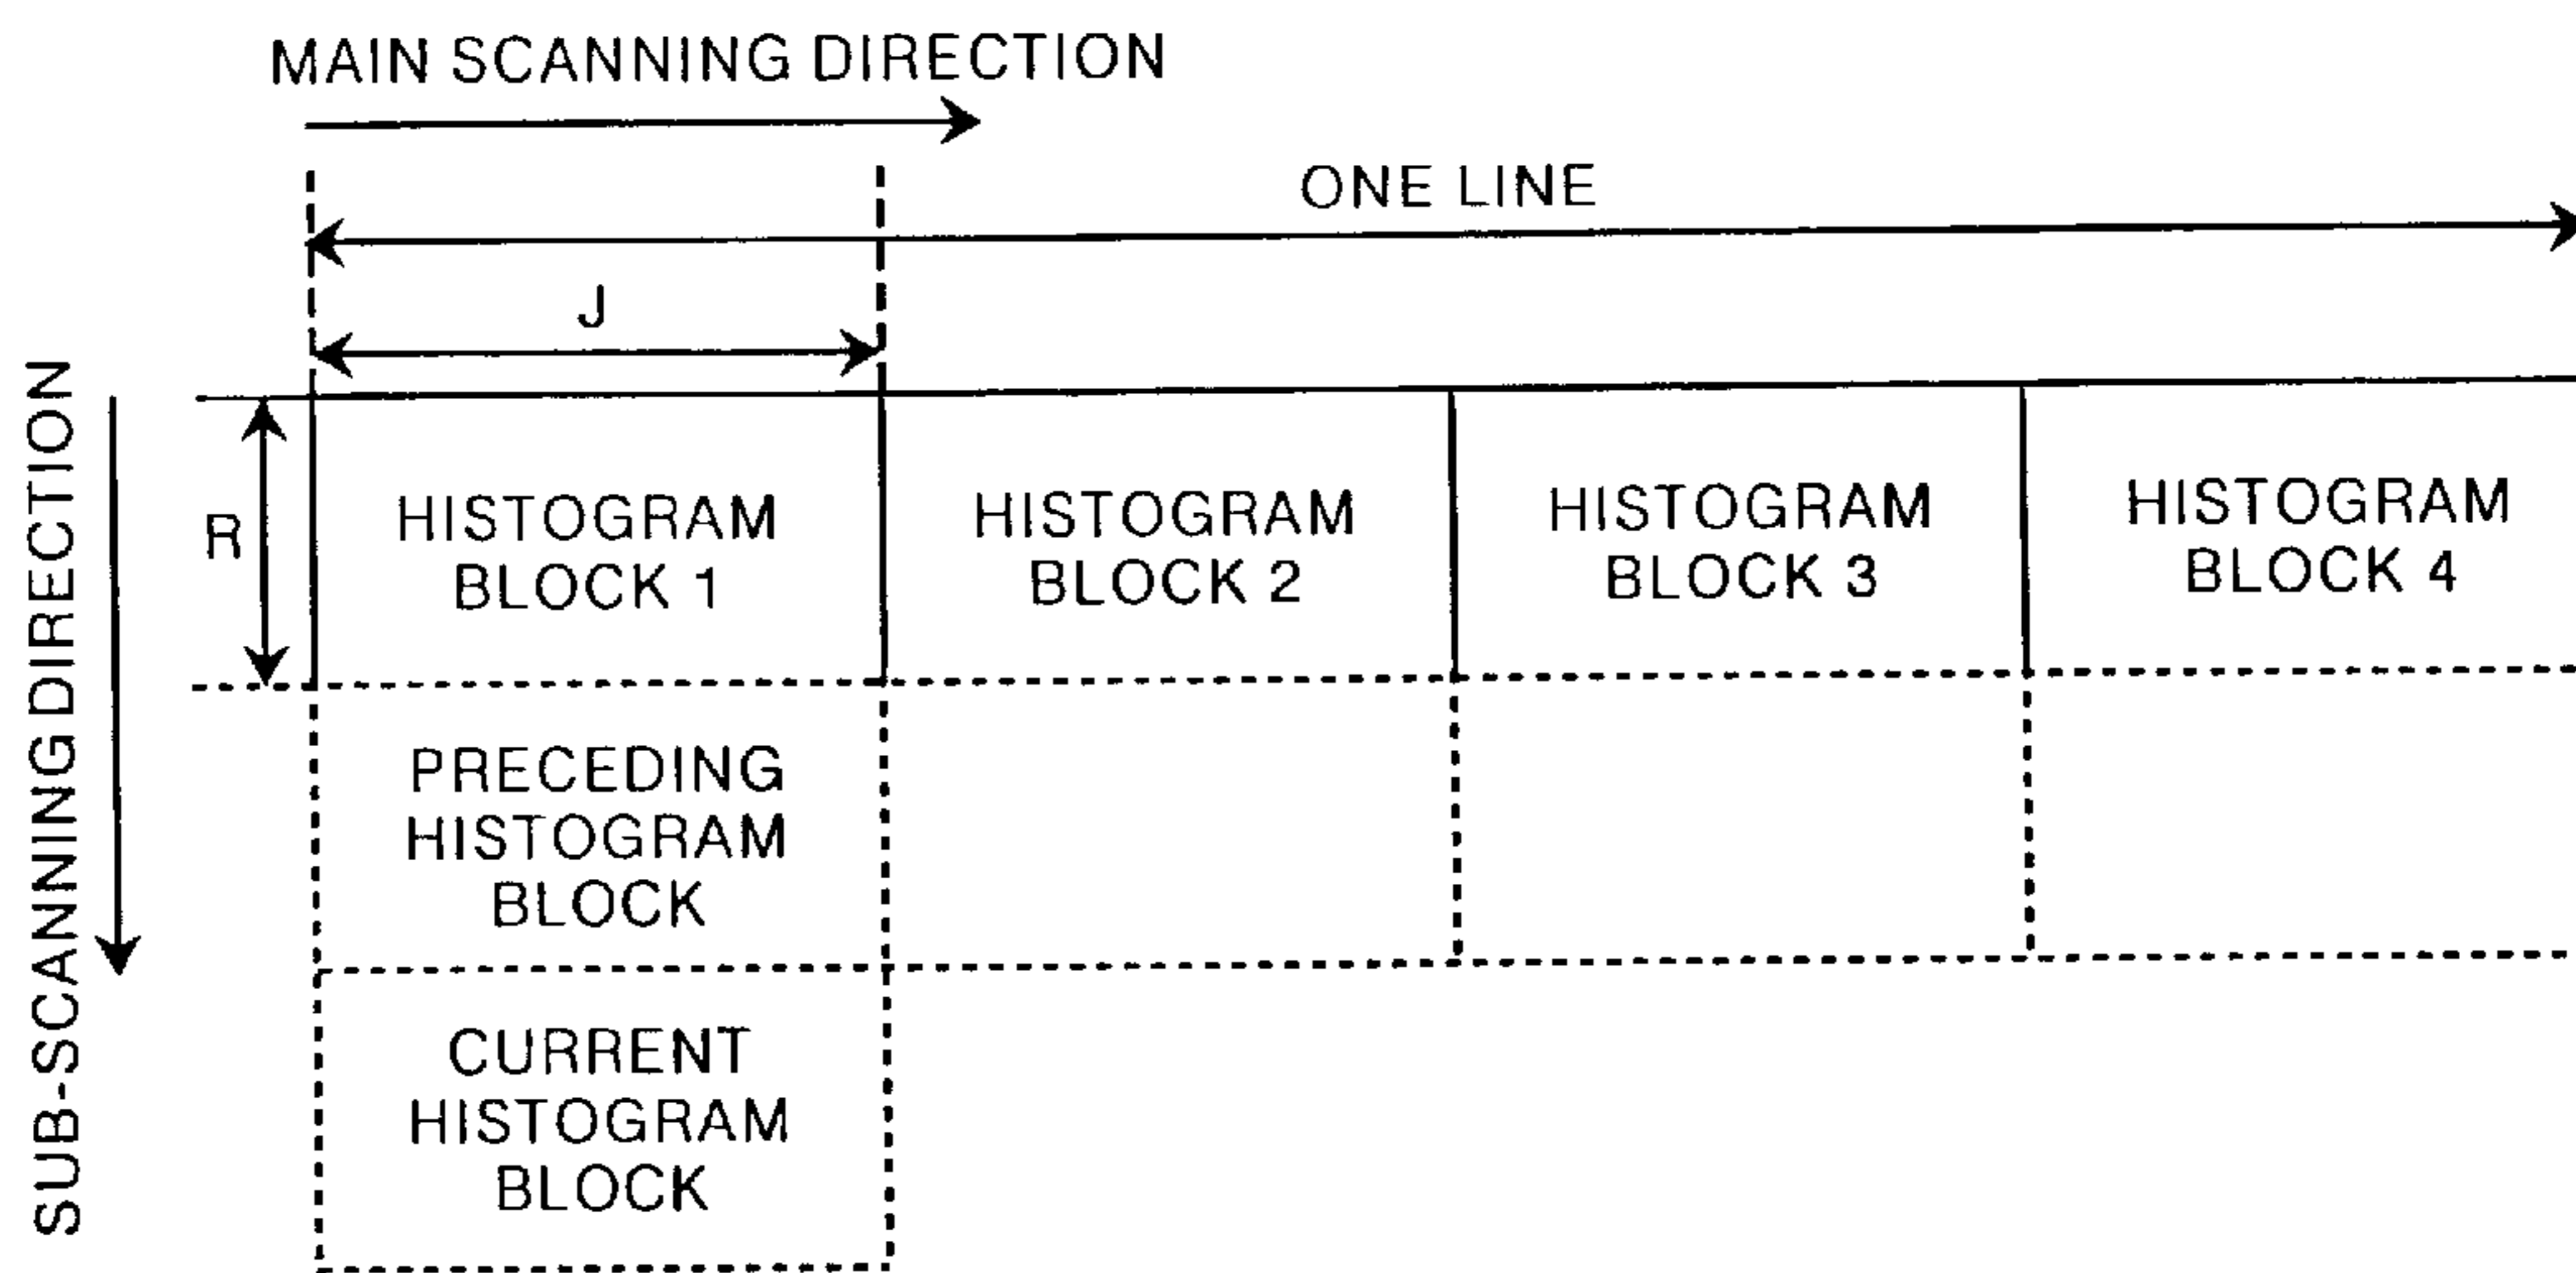 MAIN SCANNING DIRECTION
ONE LINE
J
SUB-SCANNING DIRECTION
R
HISTOGRAM
BLOCK 1
HISTOGRAM
BLOCK 2
HISTOGRAM
BLOCK 3
HISTOGRAM
BLOCK 4
PRECEDING
HISTOGRAM
BLOCK
CURRENT
HISTOGRAM
BLOCK